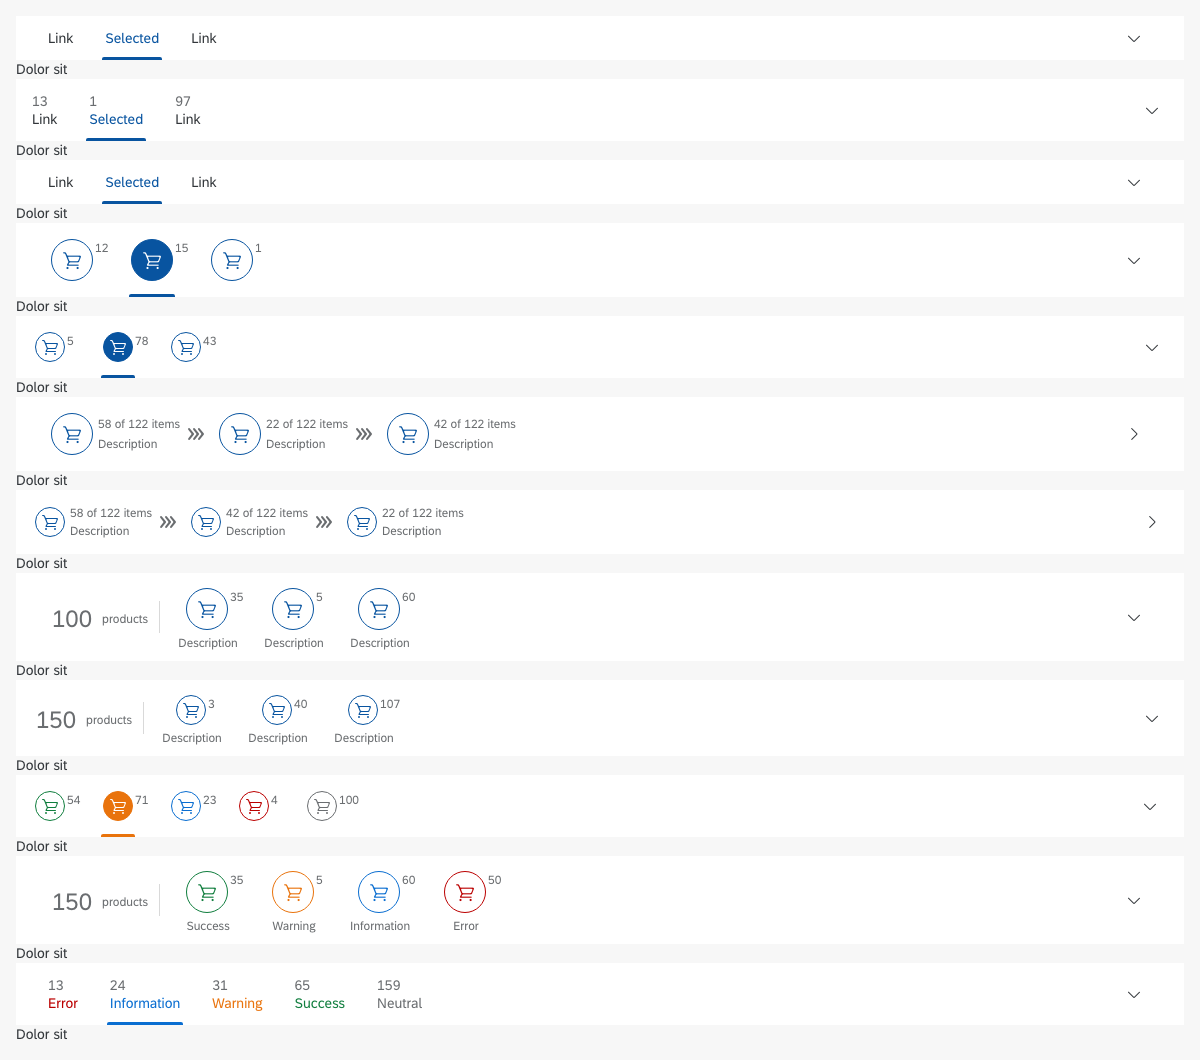 Link Selected Link
Dolor sit
13 1 97
Link Selected Link
Dolor sit
Link Selected Link
Dolor sit
12 15 1
Dolor sit
5 78 43
Dolor sit
58 of 122 items 22 of 122 items 42 of 122 items
Description Description Description
Dolor sit
58 of 122 items 42 of 122 items 22 of 122 items
Description Description Description
Dolor sit
35 5 60
100 products
Description Description Description
Dolor sit
3 40 107
150 products
Description Description Description
Dolor sit
54 71 23 4 100
Dolor sit
35 5 60 50
150 products
Success Warning Information Error
Dolor sit
13 24 31 65 159
Error Information Warning Success Neutral
Dolor sit